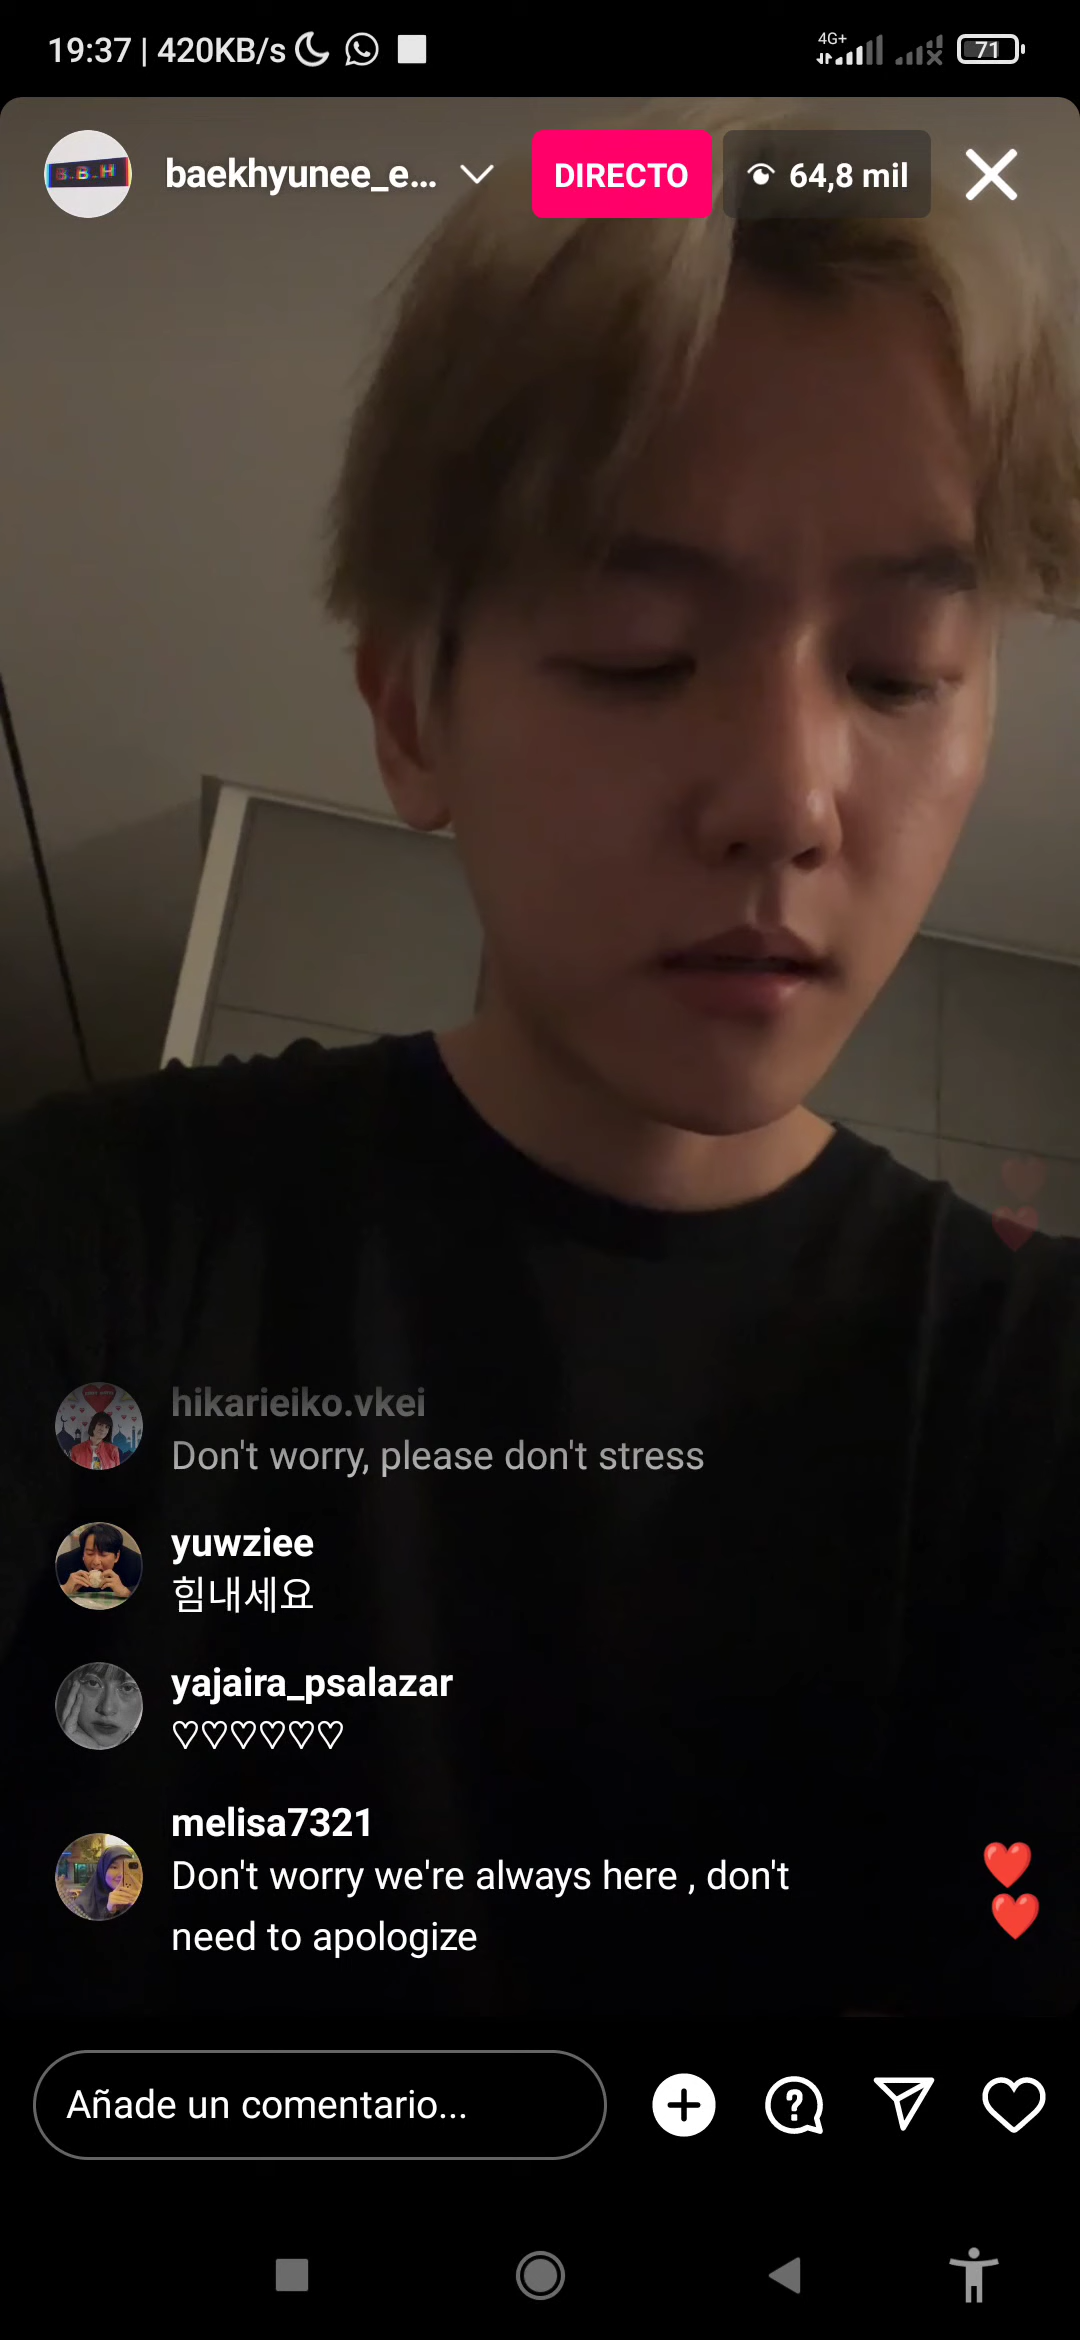 19:37 | 420KB/s
4G+
71
B.B.H
baekhyunee_e...
DIRECTO
64,8 mil
hikarieiko.vkei
Don't worry, please don't stress
yuwziee
힘내세요
yajaira_psalazar
♡♡♡♡♡♡
melisa7321
Don't worry we're always here , don't
need to apologize
Añade un comentario...